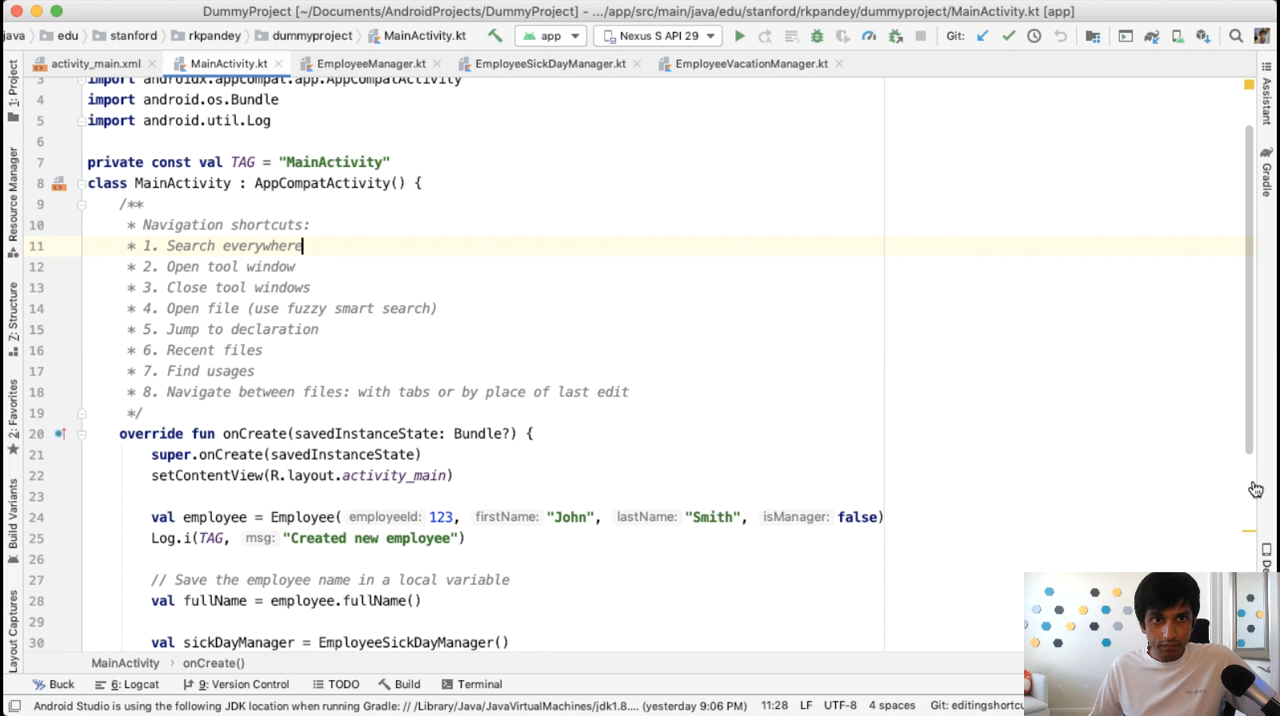 DummyProject [~/Documents/AndroidProjects/DummyProject] - .../app/src/main/java/edu/stanford/rkpandey/dummyproject/MainActivity.kt [app]
java edu stanford rkpandey dummyproject MainActivity.kt app Nexus S API 29 Git:
activity_main.xml MainActivity.kt EmployeeManager.kt EmployeeSickDayManager.kt EmployeeVacationManager.kt
1: Project
Resource Manager
Z: Structure
2: Favorites
Build Variants
Layout Captures
3 import androidx.appcompat.app.AppCompatActivity
4 import android.os.Bundle
5 import android.util.Log
6
7 private const val TAG = "MainActivity"
8 class MainActivity : AppCompatActivity() {
9 /**
10 * Navigation shortcuts:
11 * 1. Search everywhere
12 * 2. Open tool window
13 * 3. Close tool windows
14 * 4. Open file (use fuzzy smart search)
15 * 5. Jump to declaration
16 * 6. Recent files
17 * 7. Find usages
18 * 8. Navigate between files: with tabs or by place of last edit
19 */
20 override fun onCreate(savedInstanceState: Bundle?) {
21 super.onCreate(savedInstanceState)
22 setContentView(R.layout.activity_main)
23
24 val employee = Employee( employeeId: 123, firstName: "John", lastName: "Smith", isManager: false)
25 Log.i(TAG, msg: "Created new employee")
26
27 // Save the employee name in a local variable
28 val fullName = employee.fullName()
29
30 val sickDayManager = EmployeeSickDayManager()
Assistant
Gradle
MainActivity › onCreate()
Buck 6: Logcat 9: Version Control TODO Build Terminal
Android Studio is using the following JDK location when running Gradle: // /Library/Java/JavaVirtualMachines/jdk1.8.... (yesterday 9:06 PM) 11:28 LF UTF-8 4 spaces Git: editingshortcu